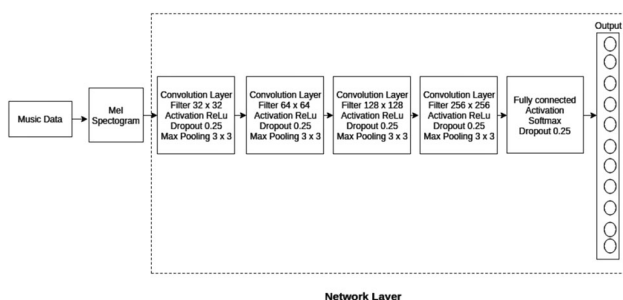 Output
Music Data
Mel
Spectrogram
Convolution Layer
Filter 32 x 32
Activation ReLu
Dropout 0.25
Max Pooling 3 x 3
Convolution Layer
Filter 64 x 64
Activation ReLu
Dropout 0.25
Max Pooling 3 x 3
Convolution Layer
Filter 128 x 128
Activation ReLu
Dropout 0.25
Max Pooling 3 x 3
Convolution Layer
Filter 256 x 256
Activation ReLu
Dropout 0.25
Max Pooling 3 x 3
Fully connected
Activation
Softmax
Dropout 0.25
Network Layer